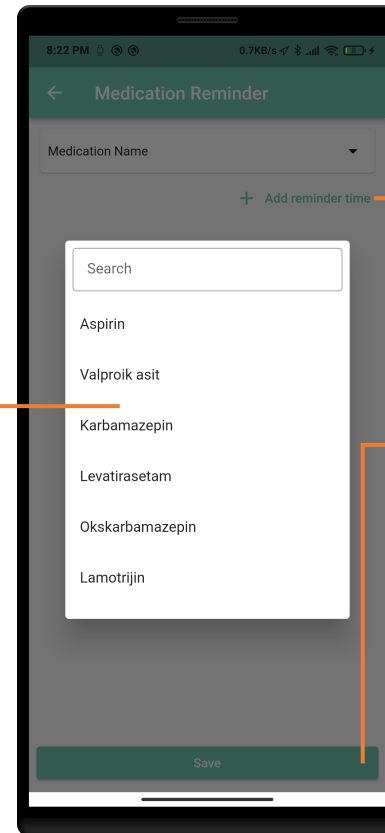 8:22 PM 0.7KB/s
Medication Reminder
Medication Name
+ Add reminder time
Search
Aspirin
Valproik asit
Karbamazepin
Levatirasetam
Okskarbamazepin
Lamotrijin
Save